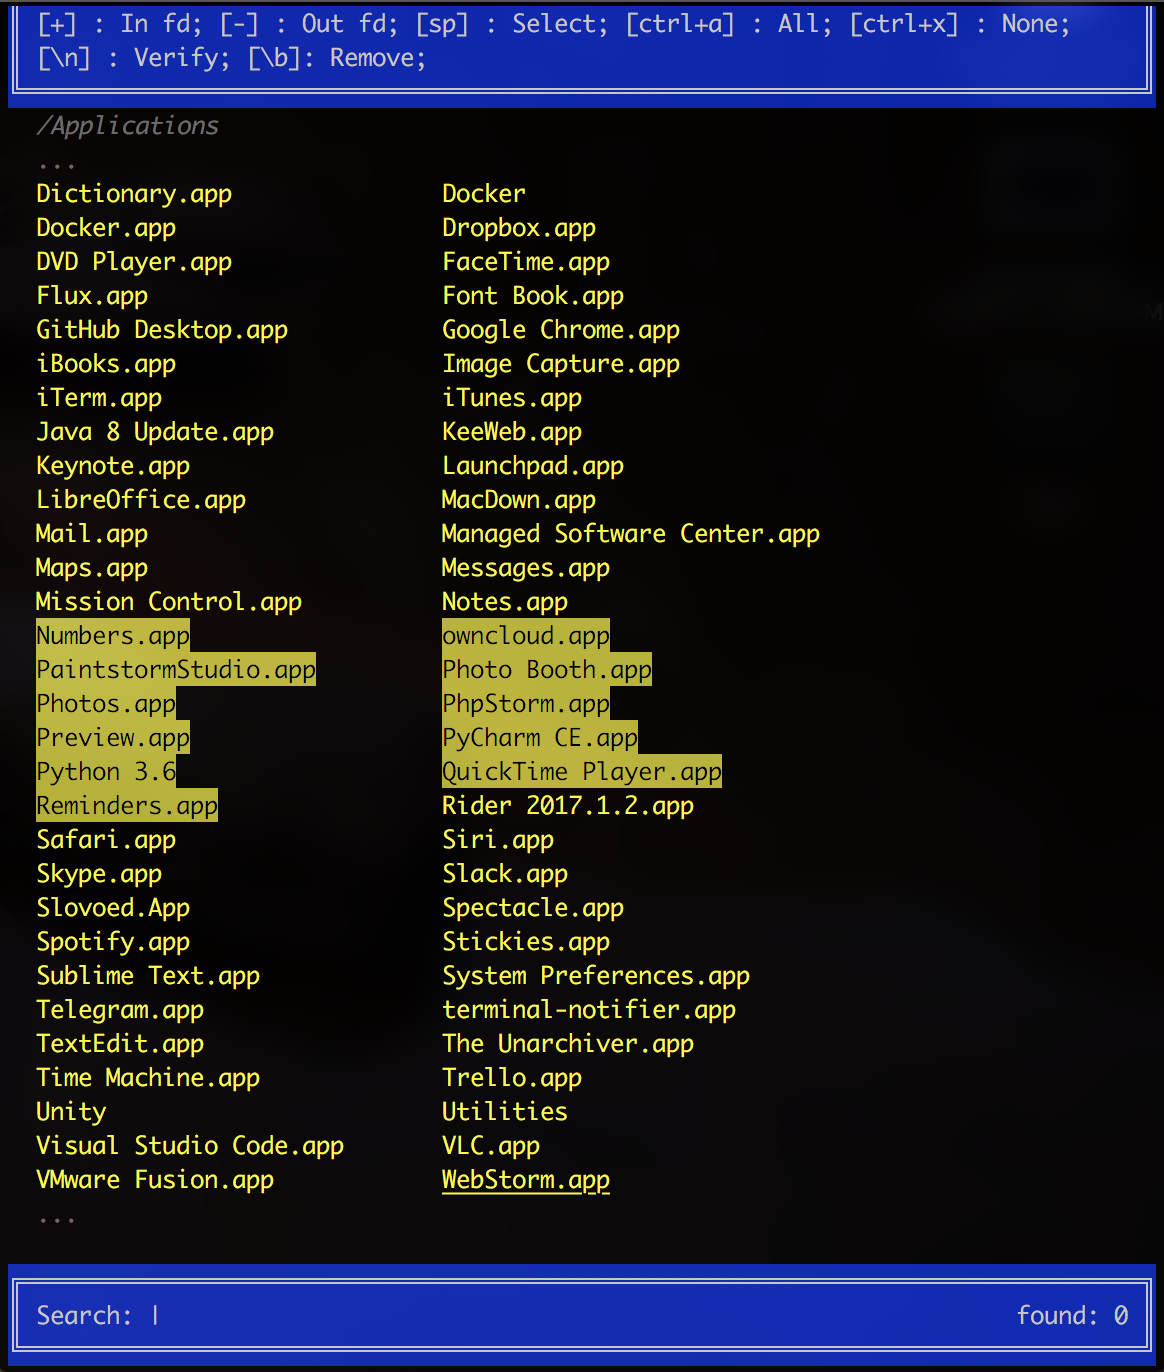 [+] : In fd; [-] : Out fd; [sp] : Select; [ctrl+a] : All; [ctrl+x] : None;
[\n] : Verify; [\b]: Remove;
/Applications
...
Dictionary.app Docker
Docker.app Dropbox.app
DVD Player.app FaceTime.app
Flux.app Font Book.app
GitHub Desktop.app Google Chrome.app
iBooks.app Image Capture.app
iTerm.app iTunes.app
Java 8 Update.app KeeWeb.app
Keynote.app Launchpad.app
LibreOffice.app MacDown.app
Mail.app Managed Software Center.app
Maps.app Messages.app
Mission Control.app Notes.app
Numbers.app owncloud.app
PaintstormStudio.app Photo Booth.app
Photos.app PhpStorm.app
Preview.app PyCharm CE.app
Python 3.6 QuickTime Player.app
Reminders.app Rider 2017.1.2.app
Safari.app Siri.app
Skype.app Slack.app
Slovoed.App Spectacle.app
Spotify.app Stickies.app
Sublime Text.app System Preferences.app
Telegram.app terminal-notifier.app
TextEdit.app The Unarchiver.app
Time Machine.app Trello.app
Unity Utilities
Visual Studio Code.app VLC.app
VMware Fusion.app WebStorm.app
...
Search: | found: 0